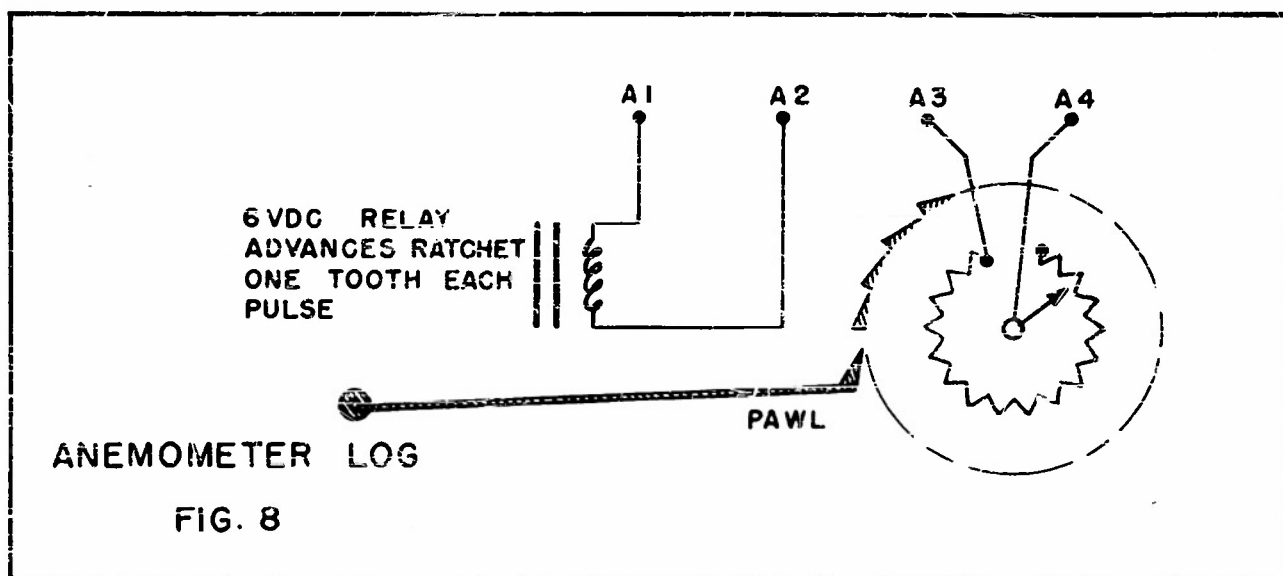 A1
A2
A3
A4
6 VDC RELAY
ADVANCES RATCHET
ONE TOOTH EACH
PULSE
PAWL
ANEMOMETER LOG
FIG. 8